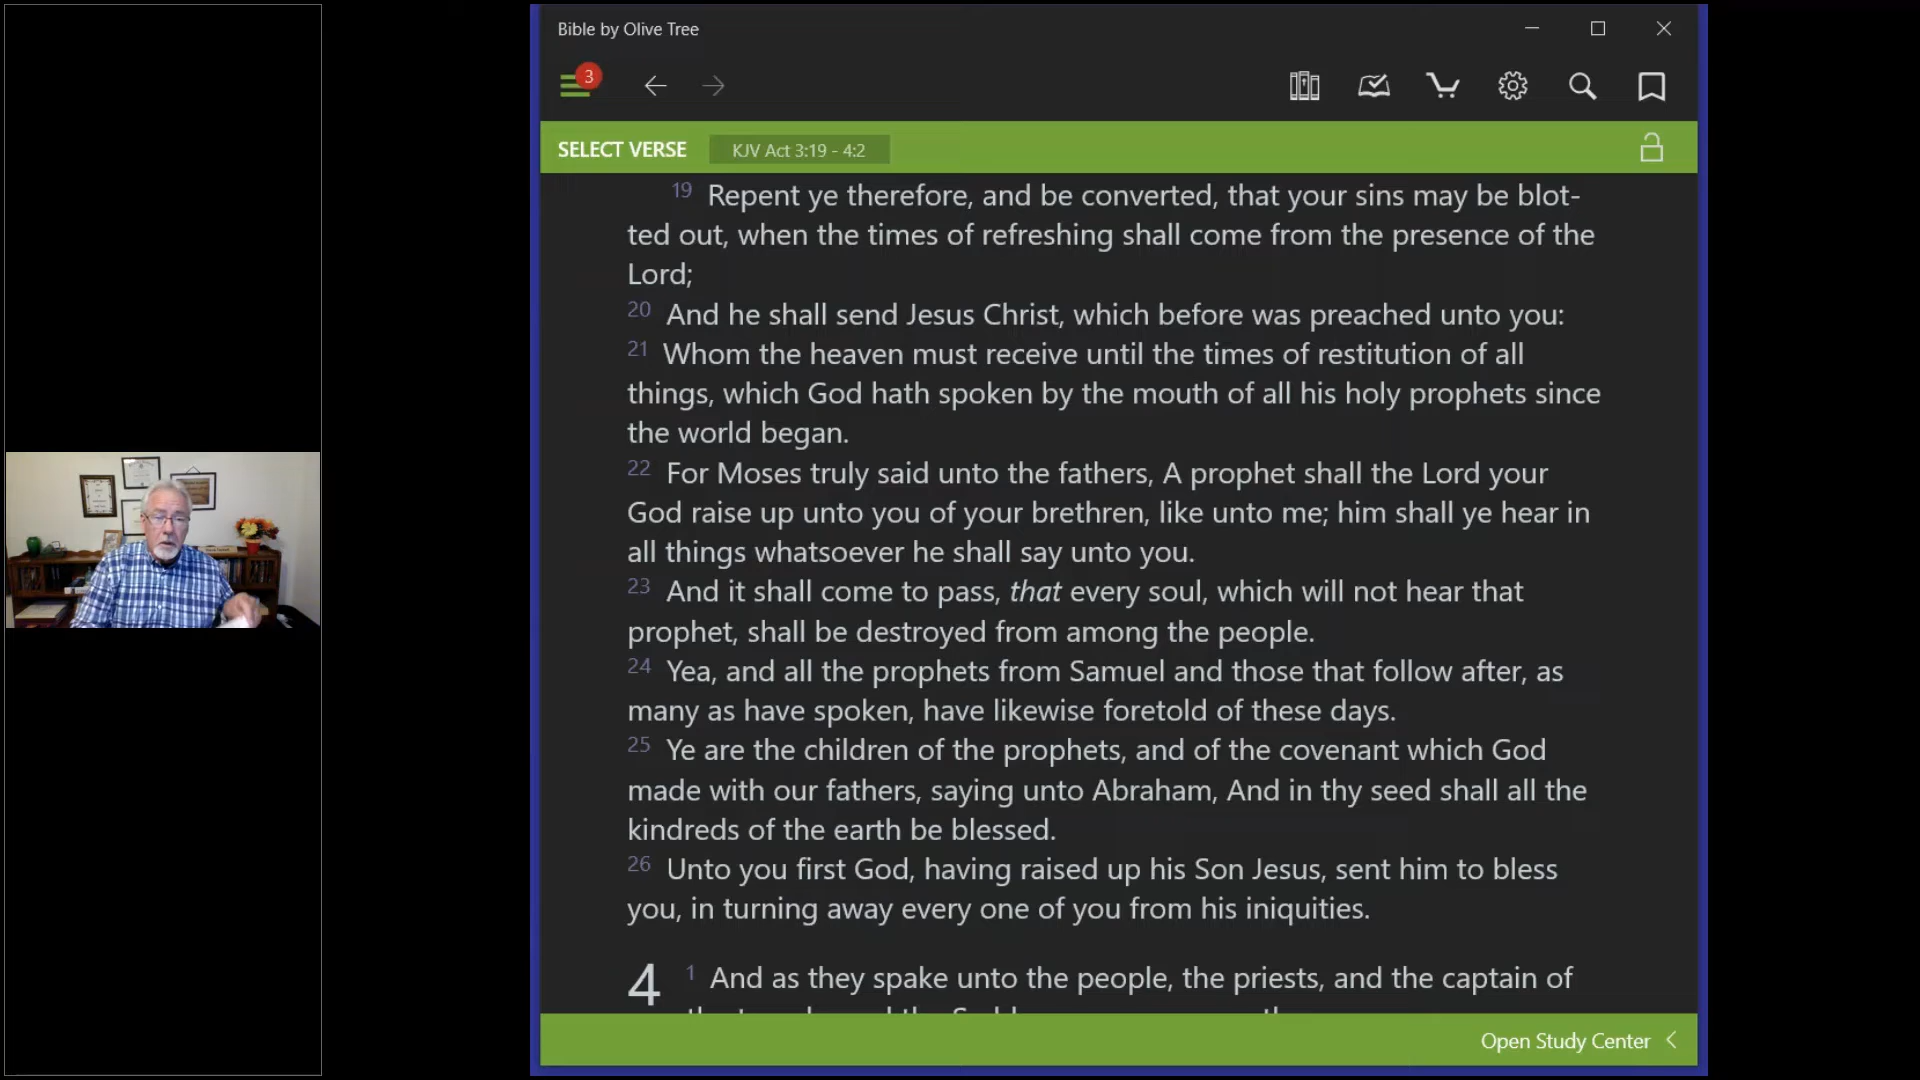 Bible by Olive Tree
3
SELECT VERSE KJV Act 3:19 - 4:2
19 Repent ye therefore, and be converted, that your sins may be blot-
ted out, when the times of refreshing shall come from the presence of the
Lord;
20 And he shall send Jesus Christ, which before was preached unto you:
21 Whom the heaven must receive until the times of restitution of all
things, which God hath spoken by the mouth of all his holy prophets since
the world began.
22 For Moses truly said unto the fathers, A prophet shall the Lord your
God raise up unto you of your brethren, like unto me; him shall ye hear in
all things whatsoever he shall say unto you.
23 And it shall come to pass, that every soul, which will not hear that
prophet, shall be destroyed from among the people.
24 Yea, and all the prophets from Samuel and those that follow after, as
many as have spoken, have likewise foretold of these days.
25 Ye are the children of the prophets, and of the covenant which God
made with our fathers, saying unto Abraham, And in thy seed shall all the
kindreds of the earth be blessed.
26 Unto you first God, having raised up his Son Jesus, sent him to bless
you, in turning away every one of you from his iniquities.
4 1 And as they spake unto the people, the priests, and the captain of
Open Study Center